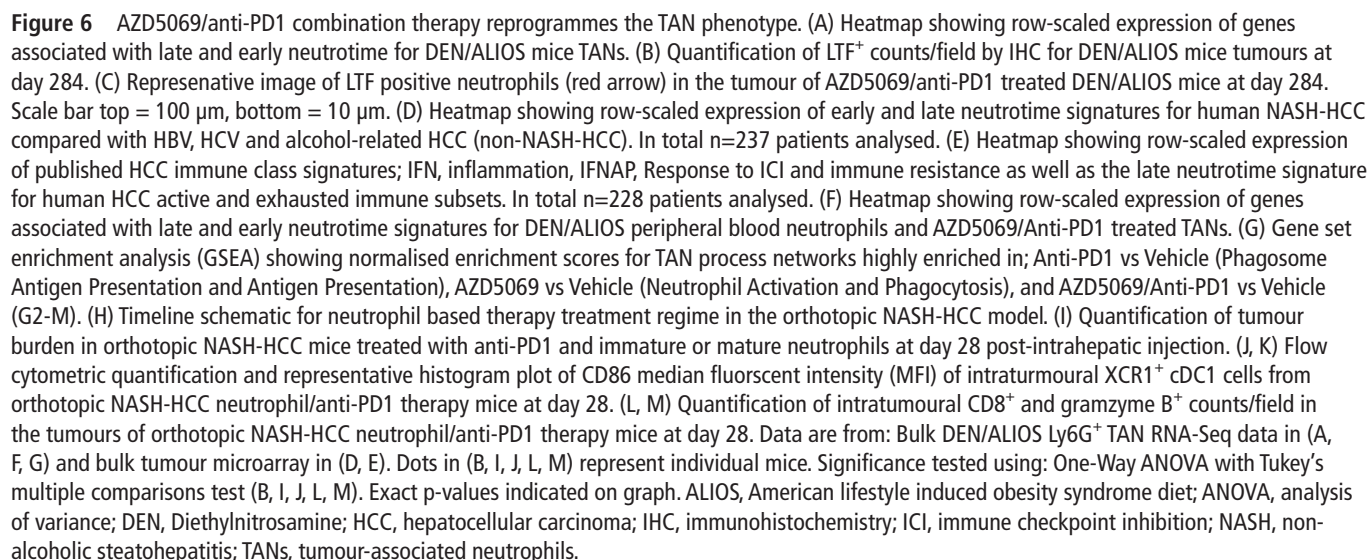 Figure 6 AZD5069/anti-PD1 combination therapy reprogrammes the TAN phenotype. (A) Heatmap showing row-scaled expression of genes
associated with late and early neutrotime for DEN/ALIOS mice TANs. (B) Quantification of LTF⁺ counts/field by IHC for DEN/ALIOS mice tumours at
day 284. (C) Represenative image of LTF positive neutrophils (red arrow) in the tumour of AZD5069/anti-PD1 treated DEN/ALIOS mice at day 284.
Scale bar top = 100 µm, bottom = 10 µm. (D) Heatmap showing row-scaled expression of early and late neutrotime signatures for human NASH-HCC
compared with HBV, HCV and alcohol-related HCC (non-NASH-HCC). In total n=237 patients analysed. (E) Heatmap showing row-scaled expression
of published HCC immune class signatures; IFN, inflammation, IFNAP, Response to ICI and immune resistance as well as the late neutrotime signature
for human HCC active and exhausted immune subsets. In total n=228 patients analysed. (F) Heatmap showing row-scaled expression of genes
associated with late and early neutrotime signatures for DEN/ALIOS peripheral blood neutrophils and AZD5069/Anti-PD1 treated TANs. (G) Gene set
enrichment analysis (GSEA) showing normalised enrichment scores for TAN process networks highly enriched in; Anti-PD1 vs Vehicle (Phagosome
Antigen Presentation and Antigen Presentation), AZD5069 vs Vehicle (Neutrophil Activation and Phagocytosis), and AZD5069/Anti-PD1 vs Vehicle
(G2-M). (H) Timeline schematic for neutrophil based therapy treatment regime in the orthotopic NASH-HCC model. (I) Quantification of tumour
burden in orthotopic NASH-HCC mice treated with anti-PD1 and immature or mature neutrophils at day 28 post-intrahepatic injection. (J, K) Flow
cytometric quantification and representative histogram plot of CD86 median fluorscent intensity (MFI) of intraturmoural XCR1⁺ cDC1 cells from
orthotopic NASH-HCC neutrophil/anti-PD1 therapy mice at day 28. (L, M) Quantification of intratumoural CD8⁺ and gramzyme B⁺ counts/field in
the tumours of orthotopic NASH-HCC neutrophil/anti-PD1 therapy mice at day 28. Data are from: Bulk DEN/ALIOS Ly6G⁺ TAN RNA-Seq data in (A,
F, G) and bulk tumour microarray in (D, E). Dots in (B, I, J, L, M) represent individual mice. Significance tested using: One-Way ANOVA with Tukey's
multiple comparisons test (B, I, J, L, M). Exact p-values indicated on graph. ALIOS, American lifestyle induced obesity syndrome diet; ANOVA, analysis
of variance; DEN, Diethylnitrosamine; HCC, hepatocellular carcinoma; IHC, immunohistochemistry; ICI, immune checkpoint inhibition; NASH, non-
alcoholic steatohepatitis; TANs, tumour-associated neutrophils.